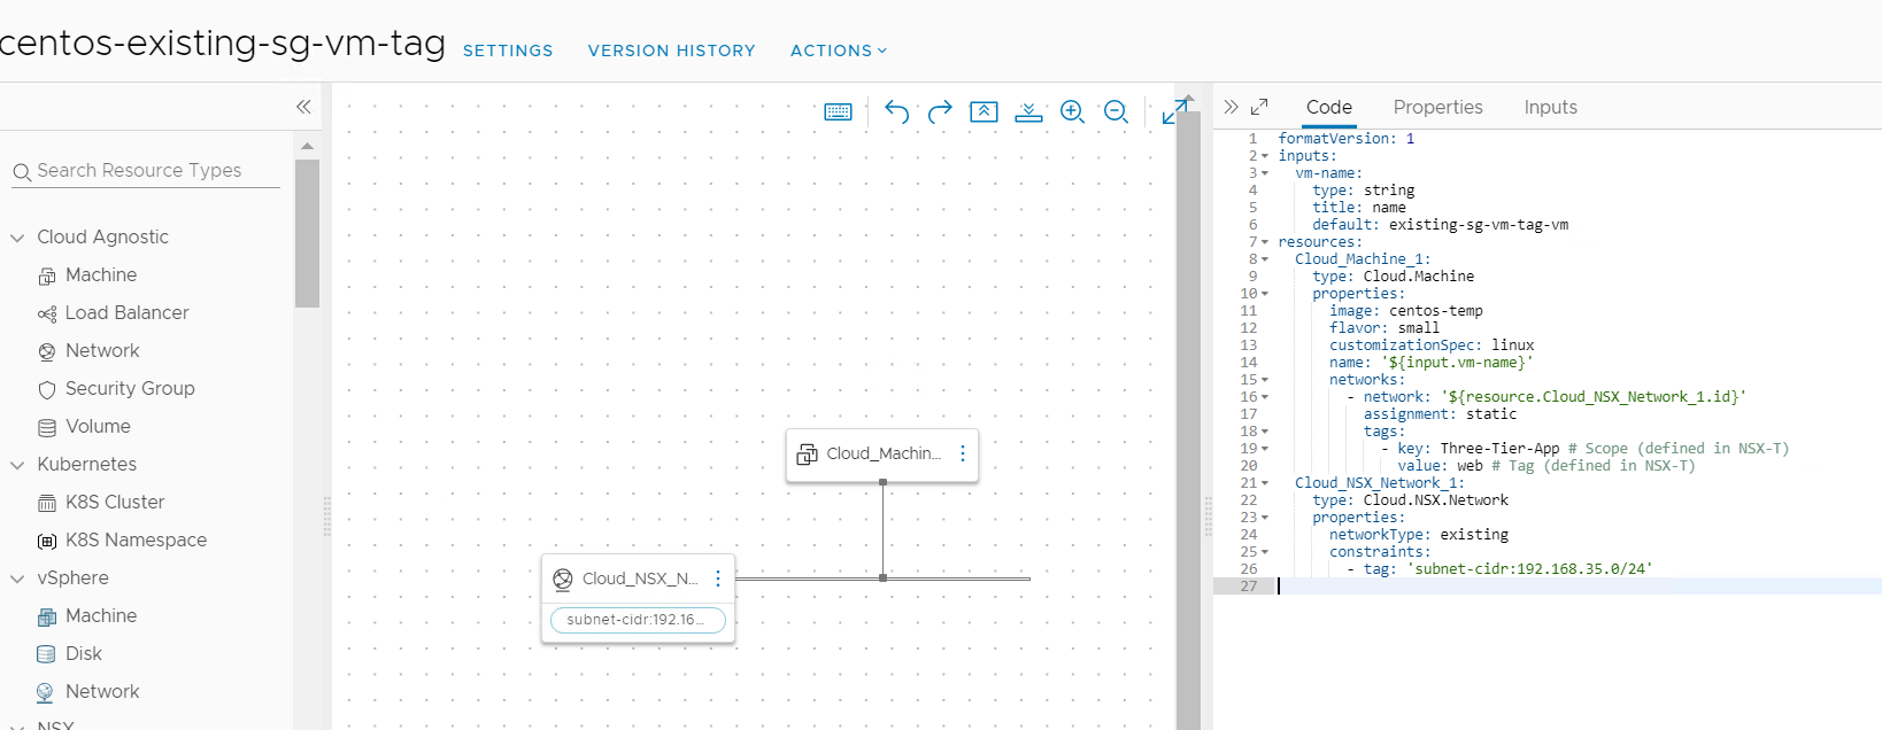 centos-existing-sg-vm-tag SETTINGS VERSION HISTORY ACTIONS
Search Resource Types
Cloud Agnostic
Machine
Load Balancer
Network
Security Group
Volume
Kubernetes
K8S Cluster
K8S Namespace
vSphere
Machine
Disk
Network
NSX
Cloud_Machin...
Cloud_NSX_N...
subnet-cidr:192.16...
Code Properties Inputs
1 formatVersion: 1
2 inputs:
3 vm-name:
4 type: string
5 title: name
6 default: existing-sg-vm-tag-vm
7 resources:
8 Cloud_Machine_1:
9 type: Cloud.Machine
10 properties:
11 image: centos-temp
12 flavor: small
13 customizationSpec: linux
14 name: '${input.vm-name}'
15 networks:
16 - network: '${resource.Cloud_NSX_Network_1.id}'
17 assignment: static
18 tags:
19 - key: Three-Tier-App # Scope (defined in NSX-T)
20 value: web # Tag (defined in NSX-T)
21 Cloud_NSX_Network_1:
22 type: Cloud.NSX.Network
23 properties:
24 networkType: existing
25 constraints:
26 - tag: 'subnet-cidr:192.168.35.0/24'
27